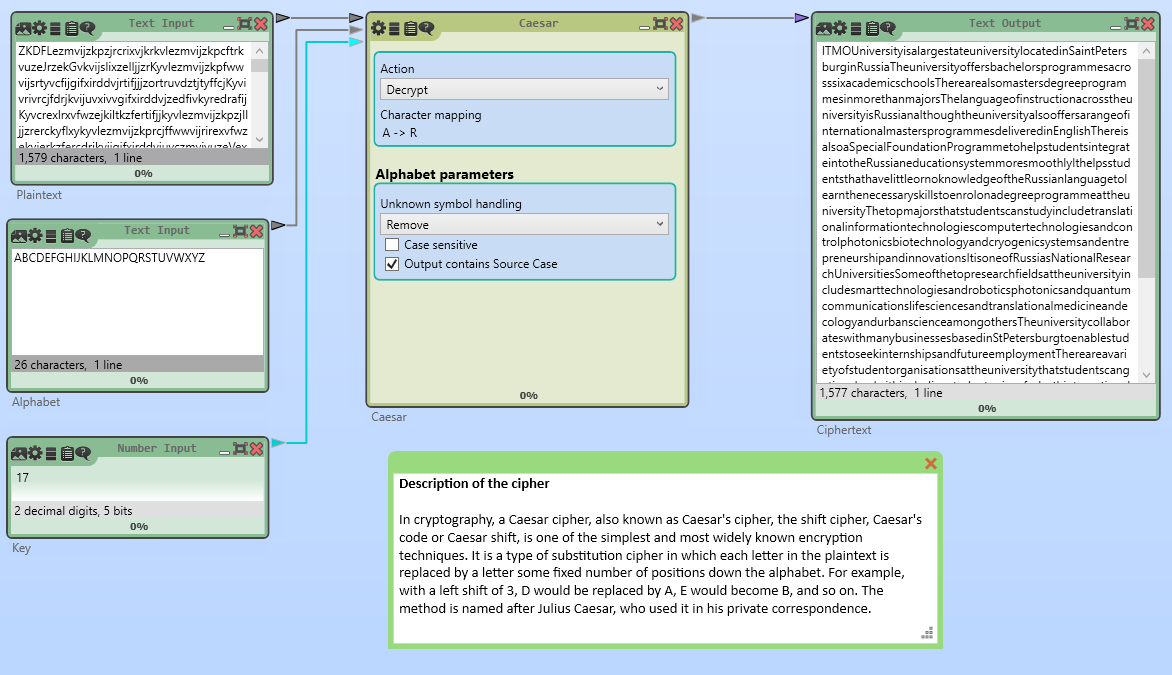 Text Input
ZKDFLezmvijzkpzjrcrixvjkrkvlezmvijzkpcftrk
vuzeJrzekGvkvijslixzeIljjzrKyvlezmvijzkpfww
vijsrtyvcfijgifxirddvjrtifjjjzortruvdztjtyffcjKyvi
vrivrcjfdrjkvijuvxivvgifxirddvjzedfivkyredrafij
KyvcrexlrxvfwzejkiltkzfertifjjkyvlezmvijzkpzjIl
jjzrerckyflxykyvlezmvijzkprcjffwwvijrirexvfwz
ekvierkzfercdrjkvijgifxirddvjuvczmvivuzeVex
1,579 characters, 1 line
0%
Plaintext
Text Input
ABCDEFGHIJKLMNOPQRSTUVWXYZ
26 characters, 1 line
0%
Alphabet
Number Input
17
2 decimal digits, 5 bits
0%
Key
Caesar
Action
Decrypt
Character mapping
A -> R
Alphabet parameters
Unknown symbol handling
Remove
Case sensitive
Output contains Source Case
0%
Caesar
Text Output
ITMOUniversityisalargestateuniversitylocatedinSaintPeters
burginRussiaTheuniversityoffersbachelorsprogrammesacro
sssixacademicschoolsTherearealsomastersdegreeprogram
mesinmorethanmajorsThelanguageofinstructionacrosstheu
niversityisRussianalthoughtheuniversityalsooffersarangeofi
nternationalmastersprogrammesdeliveredinEnglishThereis
alsoaSpecialFoundationProgrammetohelpstudentsintegrat
eintotheRussianeducationsystemmoresmoothlyIthelpsstud
entsthathavelittleornoknowledgeoftheRussianlanguagetol
earnthenecessaryskillstoenrolonadegreeprogrammeattheu
niversityThetopmajorsthatstudentscanstudyincludetranslati
onalinformationtechnologiescomputertechnologiesandcon
trolphotonicsbiotechnologyandcryogenicsystemsandentre
preneurshipandinnovationsItisoneofRussiasNationalResear
chUniversitiesSomeofthetopresearchfieldsattheuniversityin
cludesmarttechnologiesandroboticsphotonicsandquantum
communicationslifesciencesandtranslationalmedicineande
cologyandurbanscienceamongothersTheuniversitycollabor
ateswithmanybusinessesbasedinStPetersburgtoenablestud
entstoseekinternshipsandfutureemploymentThereareavari
etyofstudentorganisationsattheuniversitythatstudentscang
1,577 characters, 1 line
0%
Ciphertext
Description of the cipher
In cryptography, a Caesar cipher, also known as Caesar's cipher, the shift cipher, Caesar's
code or Caesar shift, is one of the simplest and most widely known encryption
techniques. It is a type of substitution cipher in which each letter in the plaintext is
replaced by a letter some fixed number of positions down the alphabet. For example,
with a left shift of 3, D would be replaced by A, E would become B, and so on. The
method is named after Julius Caesar, who used it in his private correspondence.